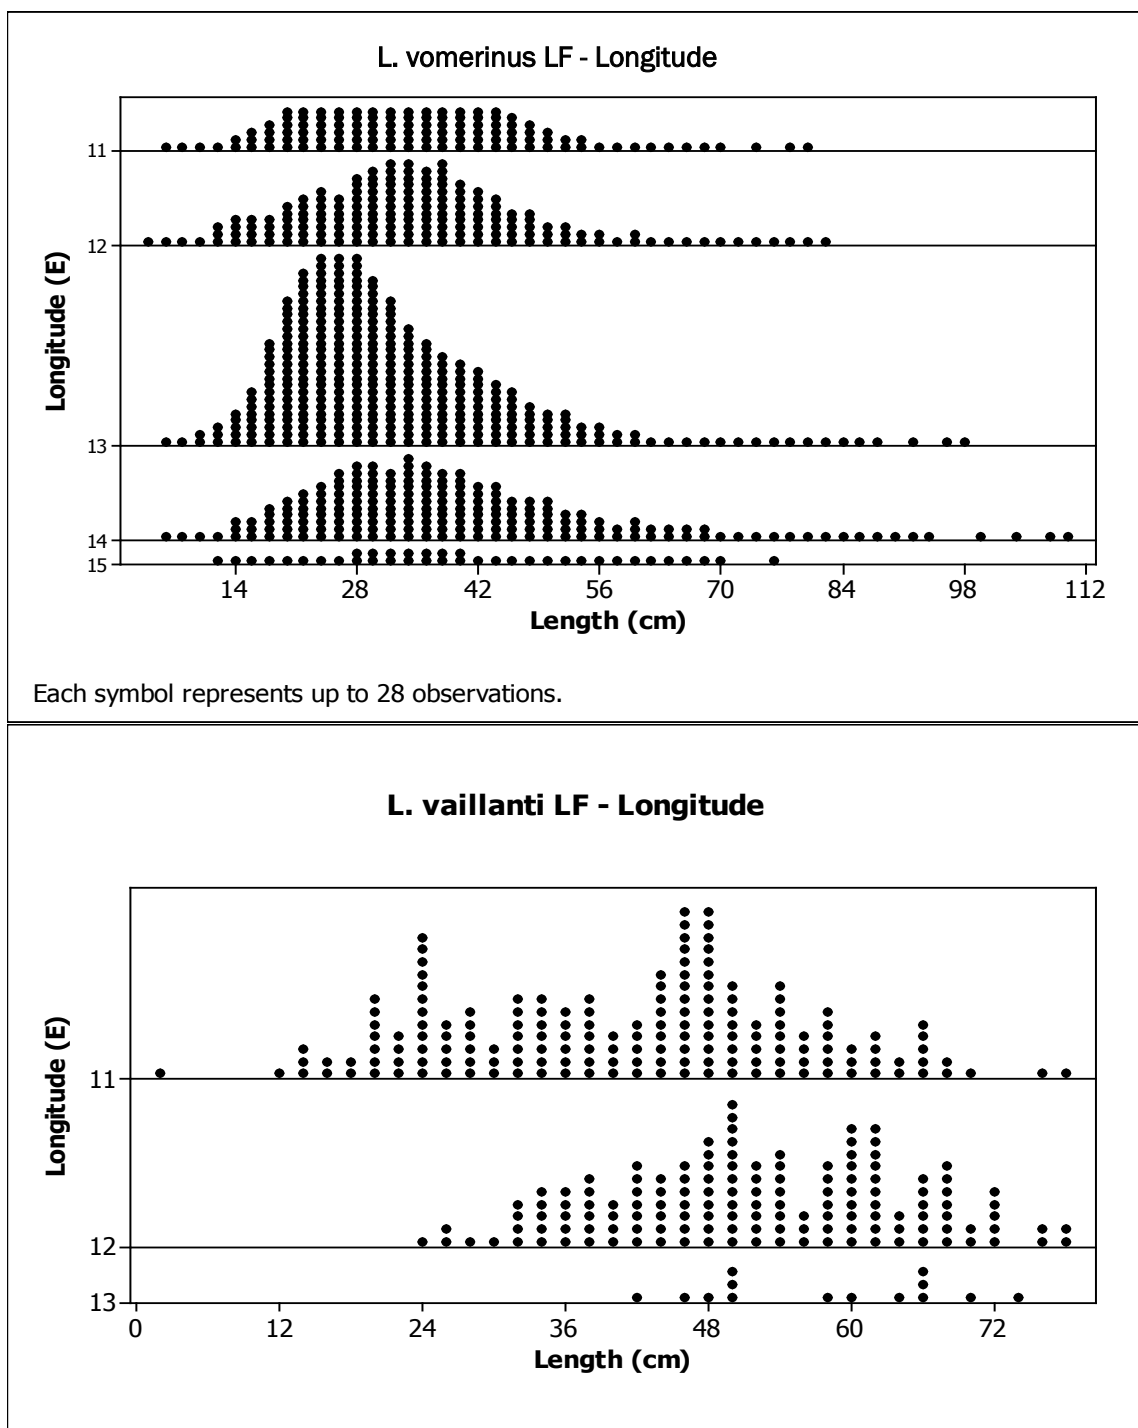 L. vomerinus LF - Longitude
11
12
13
14
15
Longitude (E)
14 28 42 56 70 84 98 112
Length (cm)
Each symbol represents up to 28 observations.
L. vaillanti LF - Longitude
11
12
13
Longitude (E)
0 12 24 36 48 60 72
Length (cm)